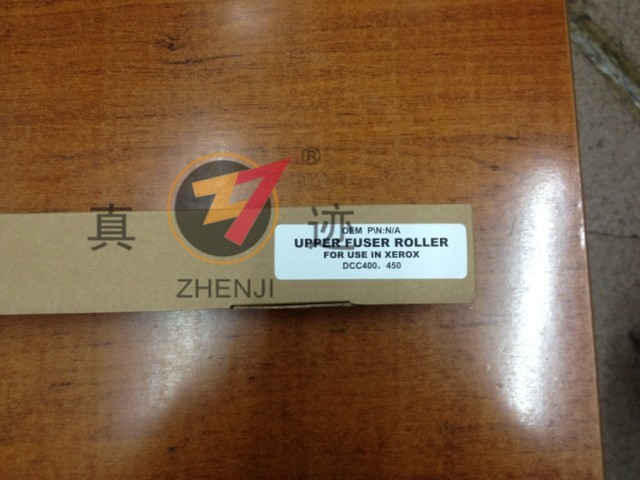 ®
真 迹
ZHENJI
OEM P\N:N/A
UPPER FUSER ROLLER
FOR USE IN XEROX
DCC400，450